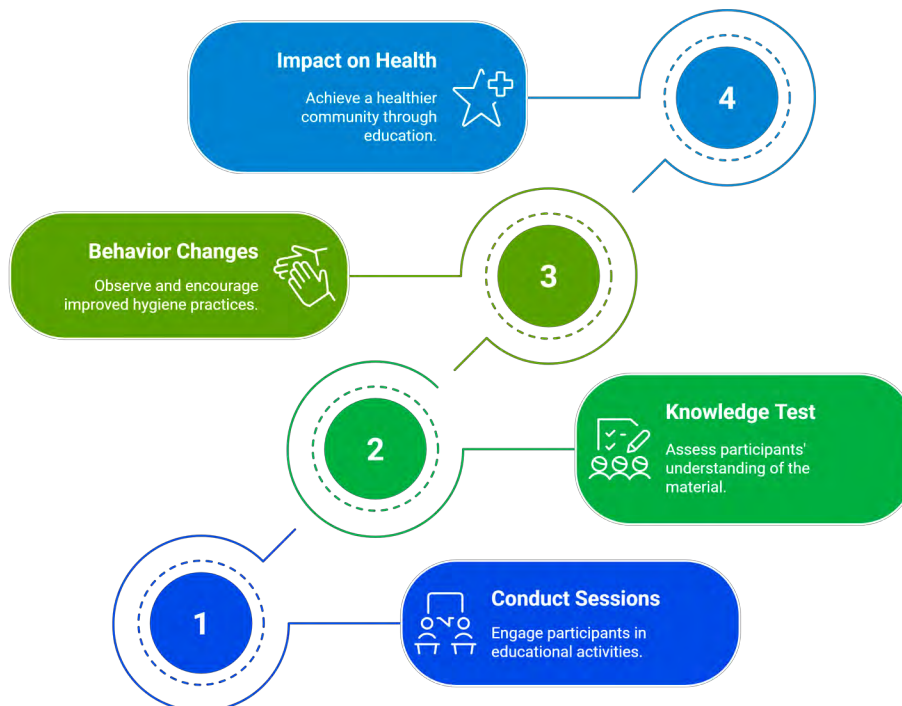 Impact on Health
Achieve a healthier
community through
education.
4
Behavior Changes
Observe and encourage
improved hygiene practices.
3
2
Knowledge Test
Assess participants'
understanding of the
material.
1
Conduct Sessions
Engage participants in
educational activities.